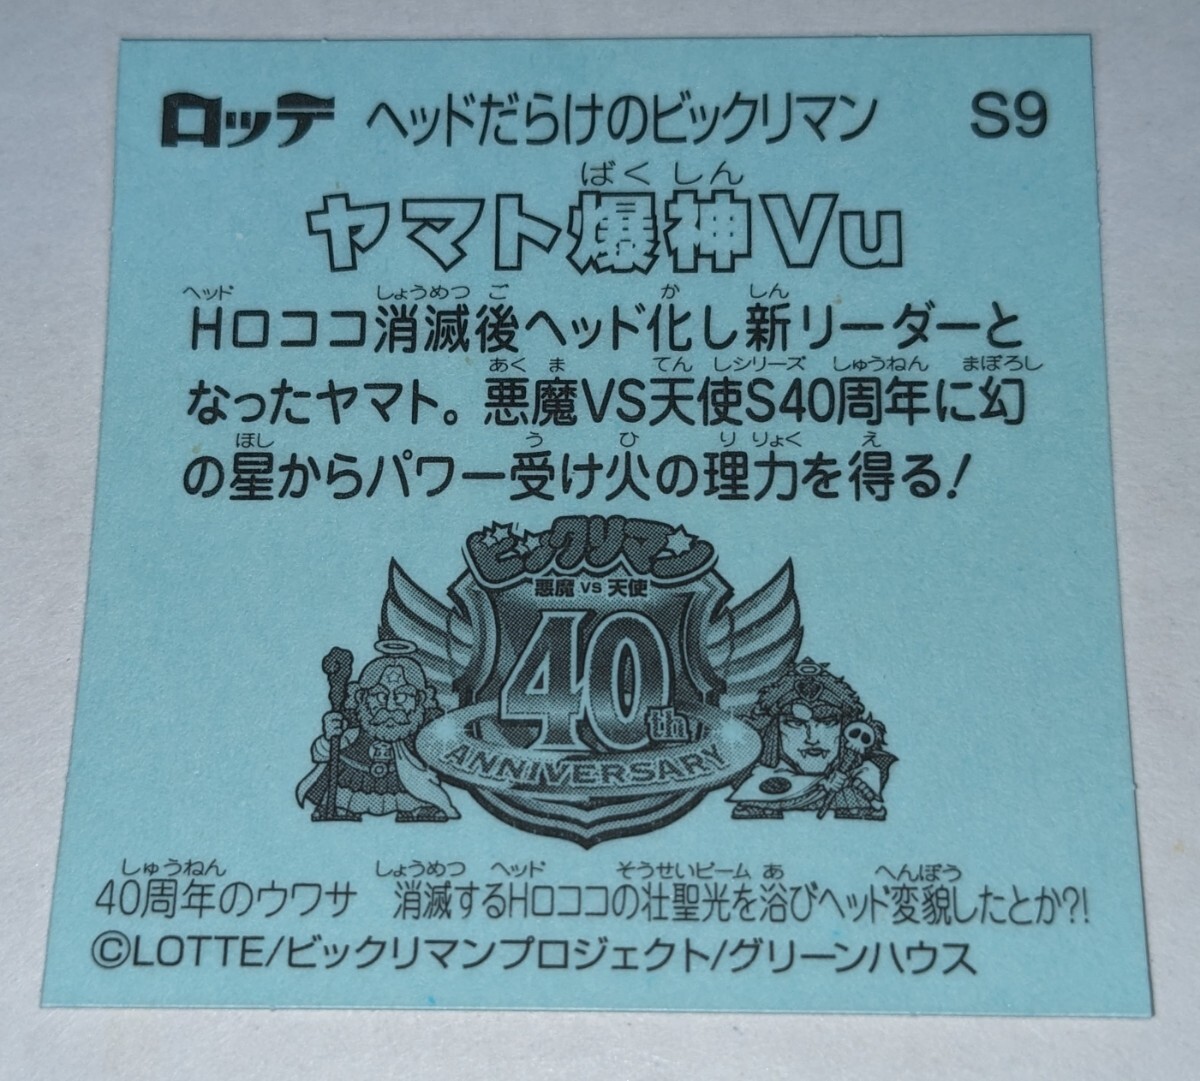 ロッテ ヘッドだらけのビックリマン S9
ばくしん
ヤマト爆神Vu
ヘッド しょうめつ ご か しん
Hロココ消滅後ヘッド化し新リーダーと
あく ま てん しシリーズ しゅうねん まぼろし
なったヤマト。悪魔VS天使S40周年に幻
ほし う ひ り りょく え
の星からパワー受け火の理力を得る!
ビックリマン
悪魔 VS 天使
40th
ANNIVERSARY
しゅうねん しょうめつ ヘッド そうせいビーム あ へんぼう
40周年のウワサ 消滅するHロココの壮聖光を浴びヘッド変貌したとか?!
©LOTTE/ビックリマンプロジェクト/グリーンハウス